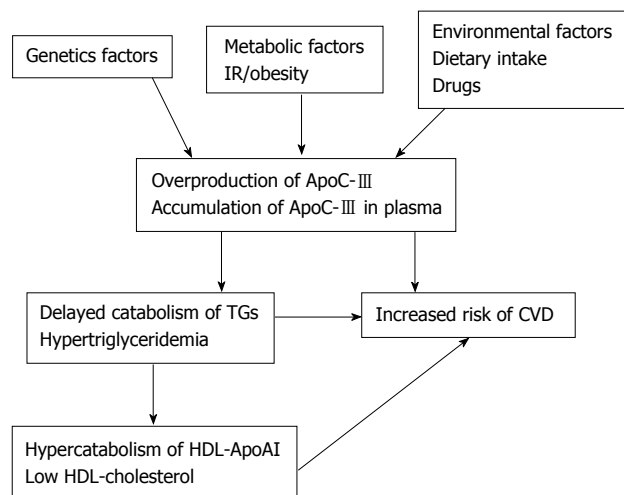 Genetics factors
Metabolic factors
IR/obesity
Environmental factors
Dietary intake
Drugs
Overproduction of ApoC-Ⅲ
Accumulation of ApoC-Ⅲ in plasma
Delayed catabolism of TGs
Hypertriglyceridemia
Increased risk of CVD
Hypercatabolism of HDL-ApoAI
Low HDL-cholesterol